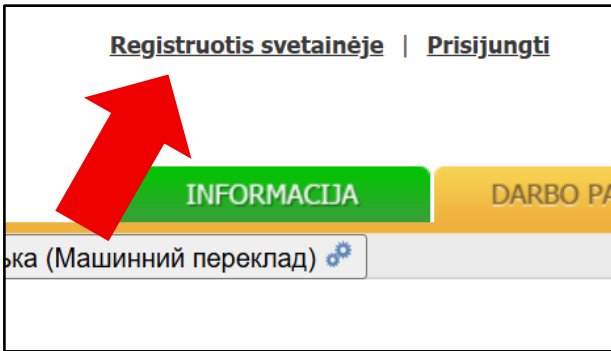 Registruotis svetainėje | Prisijungti
INFORMACIJA DARBO PA
ька (Машинний переклад)